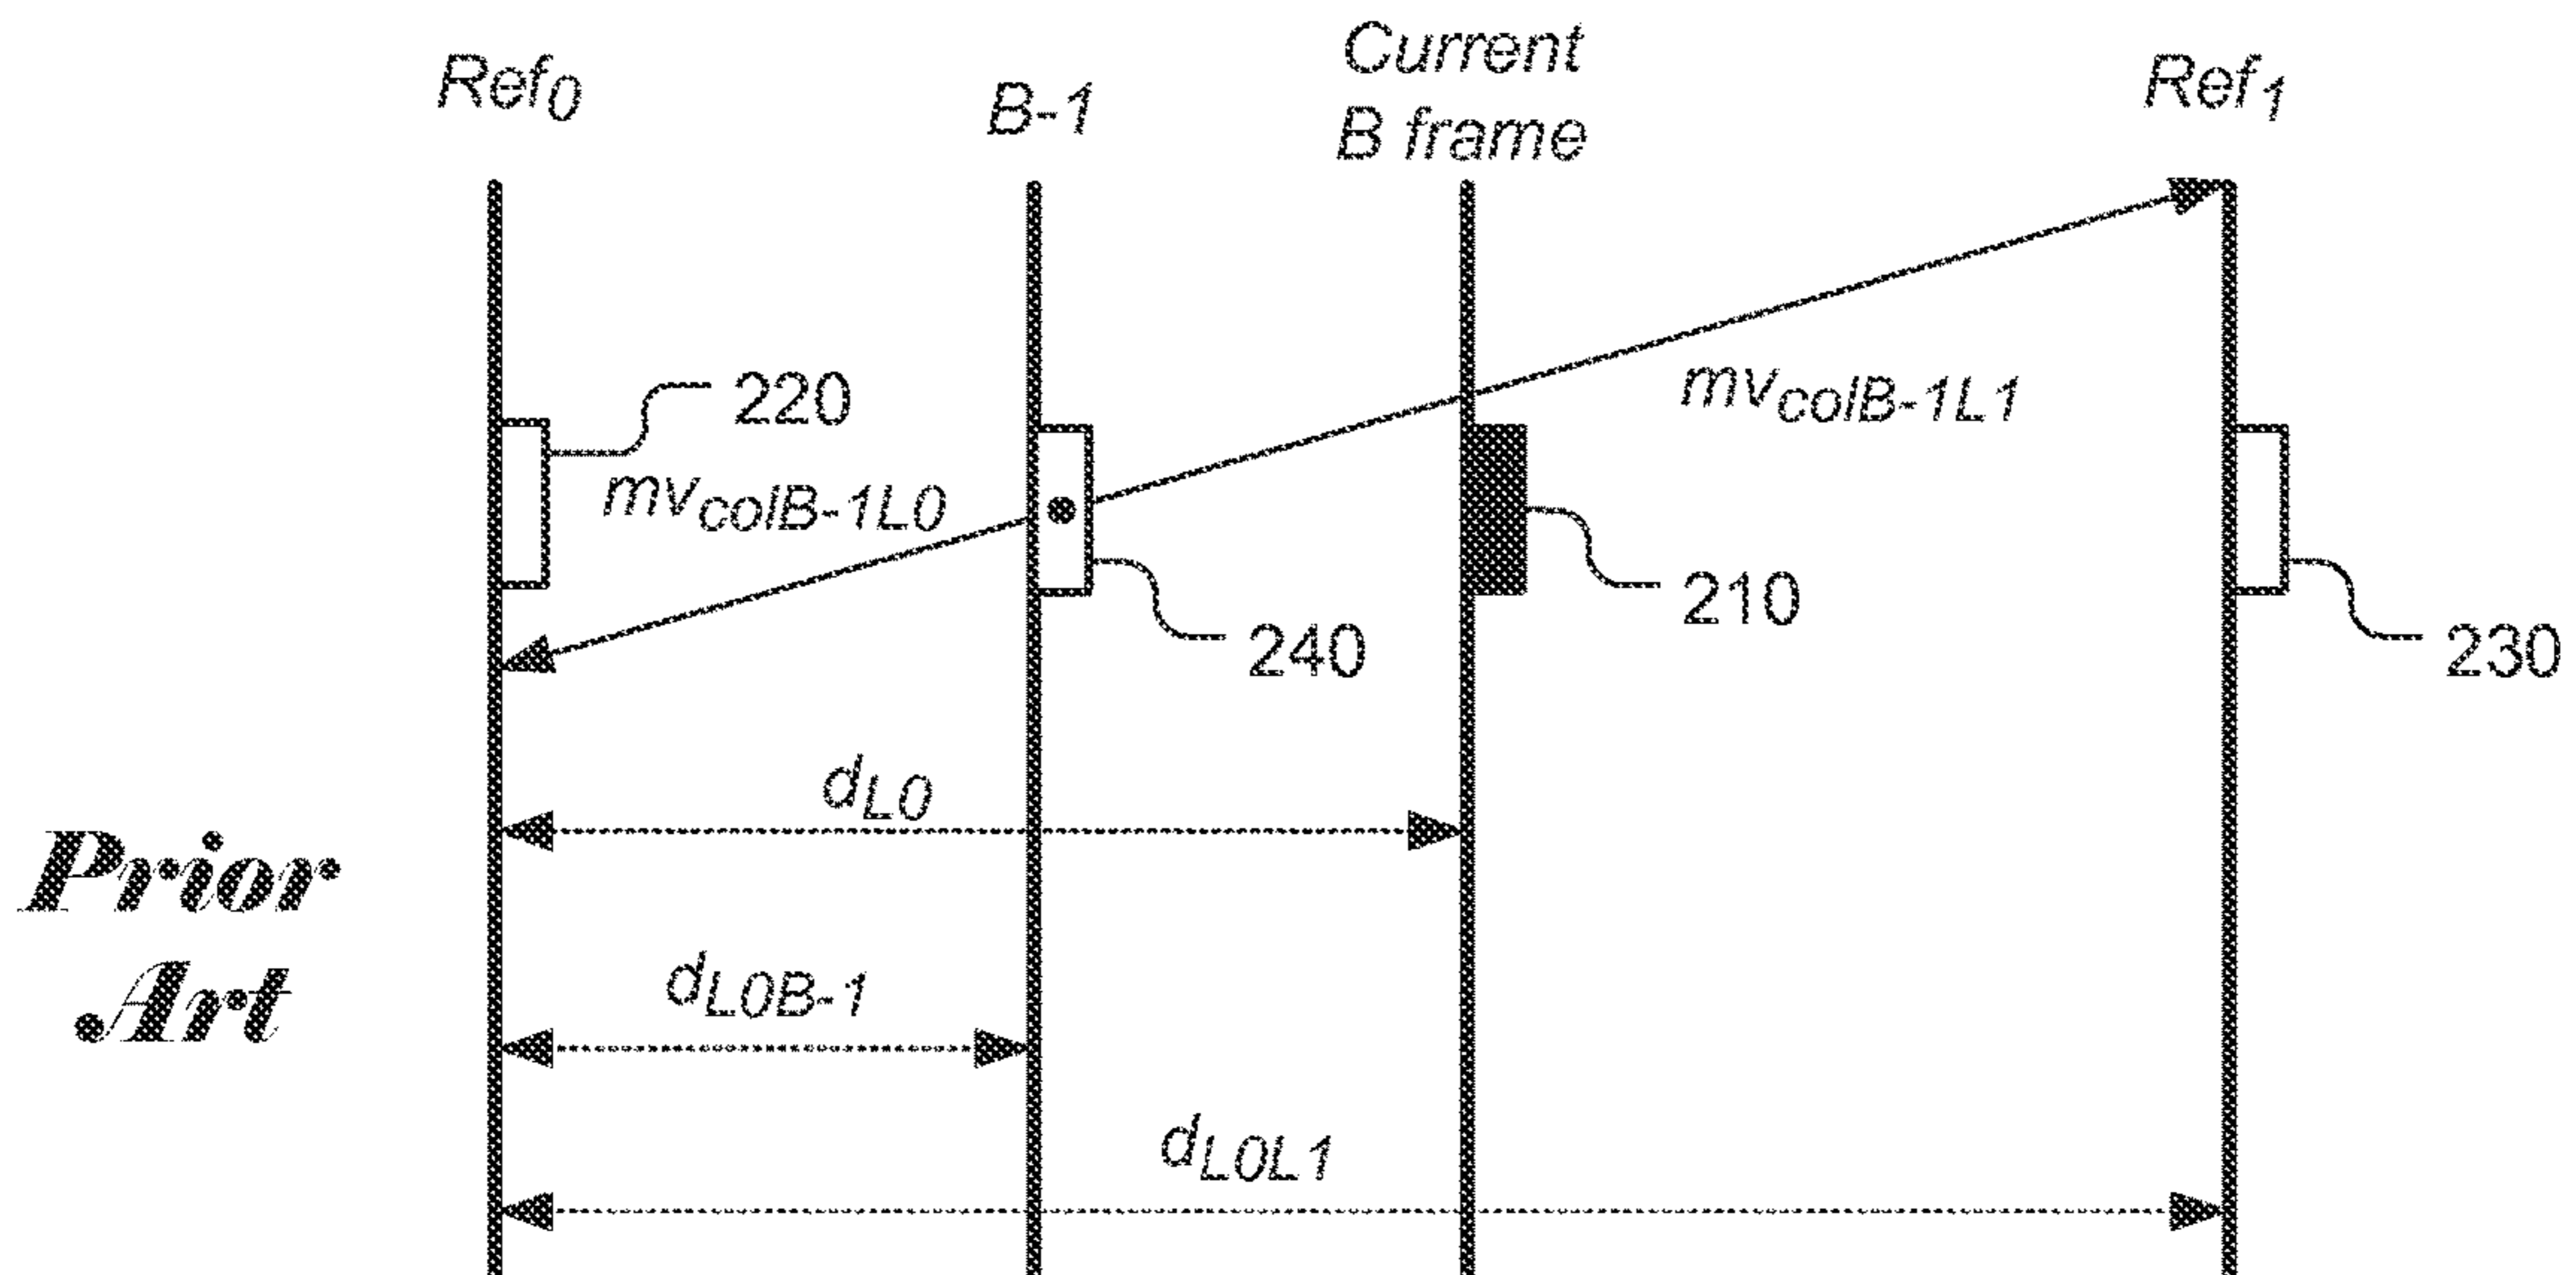 Ref0
B-1
Current
B frame
Ref1
220
mvcolB-1L1
mvcolB-1L0
210
240
230
dL0
Prior
Art
dL0B-1
dL0L1